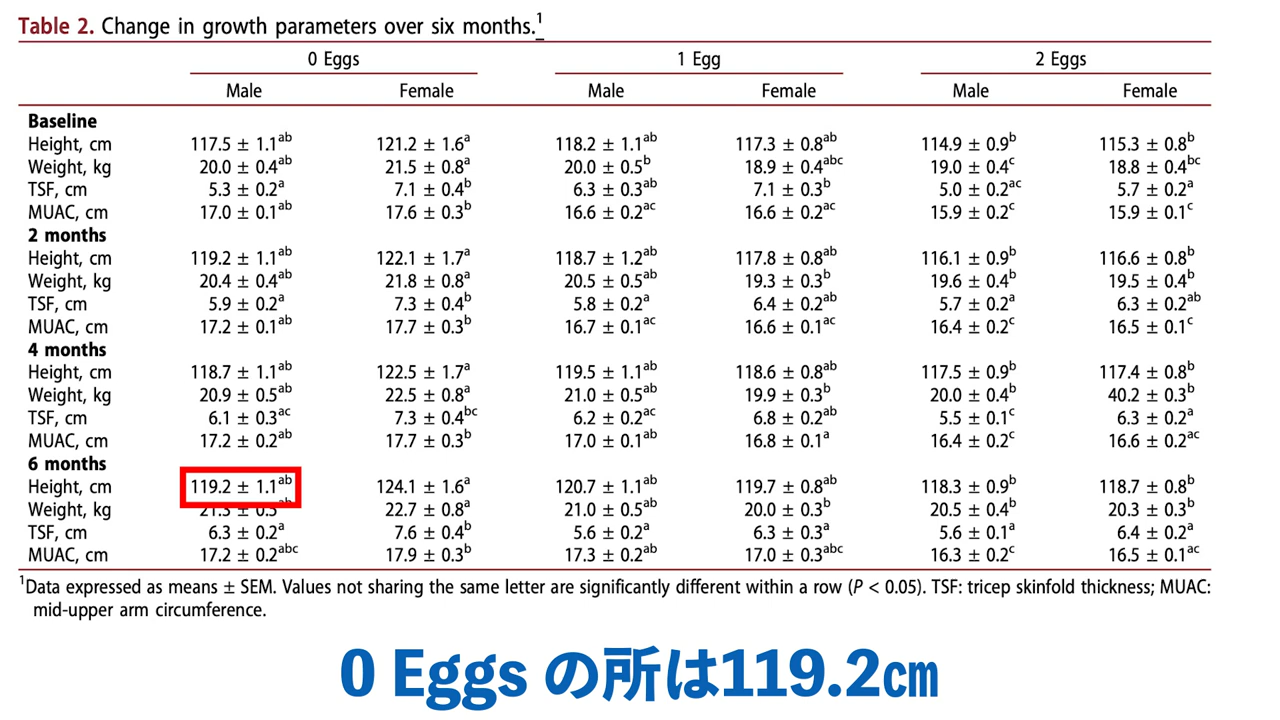 Table 2. Change in growth parameters over six months.1
0 Eggs 1 Egg 2 Eggs
Male Female Male Female Male Female
Baseline
Height, cm 117.5 ± 1.1ab 121.2 ± 1.6a 118.2 ± 1.1ab 117.3 ± 0.8ab 114.9 ± 0.9b 115.3 ± 0.8b
Weight, kg 20.0 ± 0.4ab 21.5 ± 0.8a 20.0 ± 0.5b 18.9 ± 0.4abc 19.0 ± 0.4c 18.8 ± 0.4bc
TSF, cm 5.3 ± 0.2a 7.1 ± 0.4b 6.3 ± 0.3ab 7.1 ± 0.3b 5.0 ± 0.2ac 5.7 ± 0.2a
MUAC, cm 17.0 ± 0.1ab 17.6 ± 0.3b 16.6 ± 0.2ac 16.6 ± 0.2ac 15.9 ± 0.2c 15.9 ± 0.1c
2 months
Height, cm 119.2 ± 1.1ab 122.1 ± 1.7a 118.7 ± 1.2ab 117.8 ± 0.8ab 116.1 ± 0.9b 116.6 ± 0.8b
Weight, kg 20.4 ± 0.4ab 21.8 ± 0.8a 20.5 ± 0.5ab 19.3 ± 0.3b 19.6 ± 0.4b 19.5 ± 0.4b
TSF, cm 5.9 ± 0.2a 7.3 ± 0.4b 5.8 ± 0.2a 6.4 ± 0.2ab 5.7 ± 0.2a 6.3 ± 0.2ab
MUAC, cm 17.2 ± 0.1ab 17.7 ± 0.3b 16.7 ± 0.1ac 16.6 ± 0.1ac 16.4 ± 0.2c 16.5 ± 0.1c
4 months
Height, cm 118.7 ± 1.1ab 122.5 ± 1.7a 119.5 ± 1.1ab 118.6 ± 0.8ab 117.5 ± 0.9b 117.4 ± 0.8b
Weight, kg 20.9 ± 0.5ab 22.5 ± 0.8a 21.0 ± 0.5ab 19.9 ± 0.3b 20.0 ± 0.4b 40.2 ± 0.3b
TSF, cm 6.1 ± 0.3ac 7.3 ± 0.4bc 6.2 ± 0.2ac 6.8 ± 0.2ab 5.5 ± 0.1c 6.3 ± 0.2a
MUAC, cm 17.2 ± 0.2ab 17.7 ± 0.3b 17.0 ± 0.1ab 16.8 ± 0.1a 16.4 ± 0.2c 16.6 ± 0.2ac
6 months
Height, cm 119.2 ± 1.1ab 124.1 ± 1.6a 120.7 ± 1.1ab 119.7 ± 0.8ab 118.3 ± 0.9b 118.7 ± 0.8b
Weight, kg 21.3 ± 0.5ab 22.7 ± 0.8a 21.0 ± 0.5ab 20.0 ± 0.3b 20.5 ± 0.4b 20.3 ± 0.3b
TSF, cm 6.3 ± 0.2a 7.6 ± 0.4b 5.6 ± 0.2a 6.3 ± 0.3a 5.6 ± 0.1a 6.4 ± 0.2a
MUAC, cm 17.2 ± 0.2abc 17.9 ± 0.3b 17.3 ± 0.2ab 17.0 ± 0.3abc 16.3 ± 0.2c 16.5 ± 0.1ac
1Data expressed as means ± SEM. Values not sharing the same letter are significantly different within a row (P < 0.05). TSF: tricep skinfold thickness; MUAC:
mid-upper arm circumference.
0 Eggs の所は119.2㎝